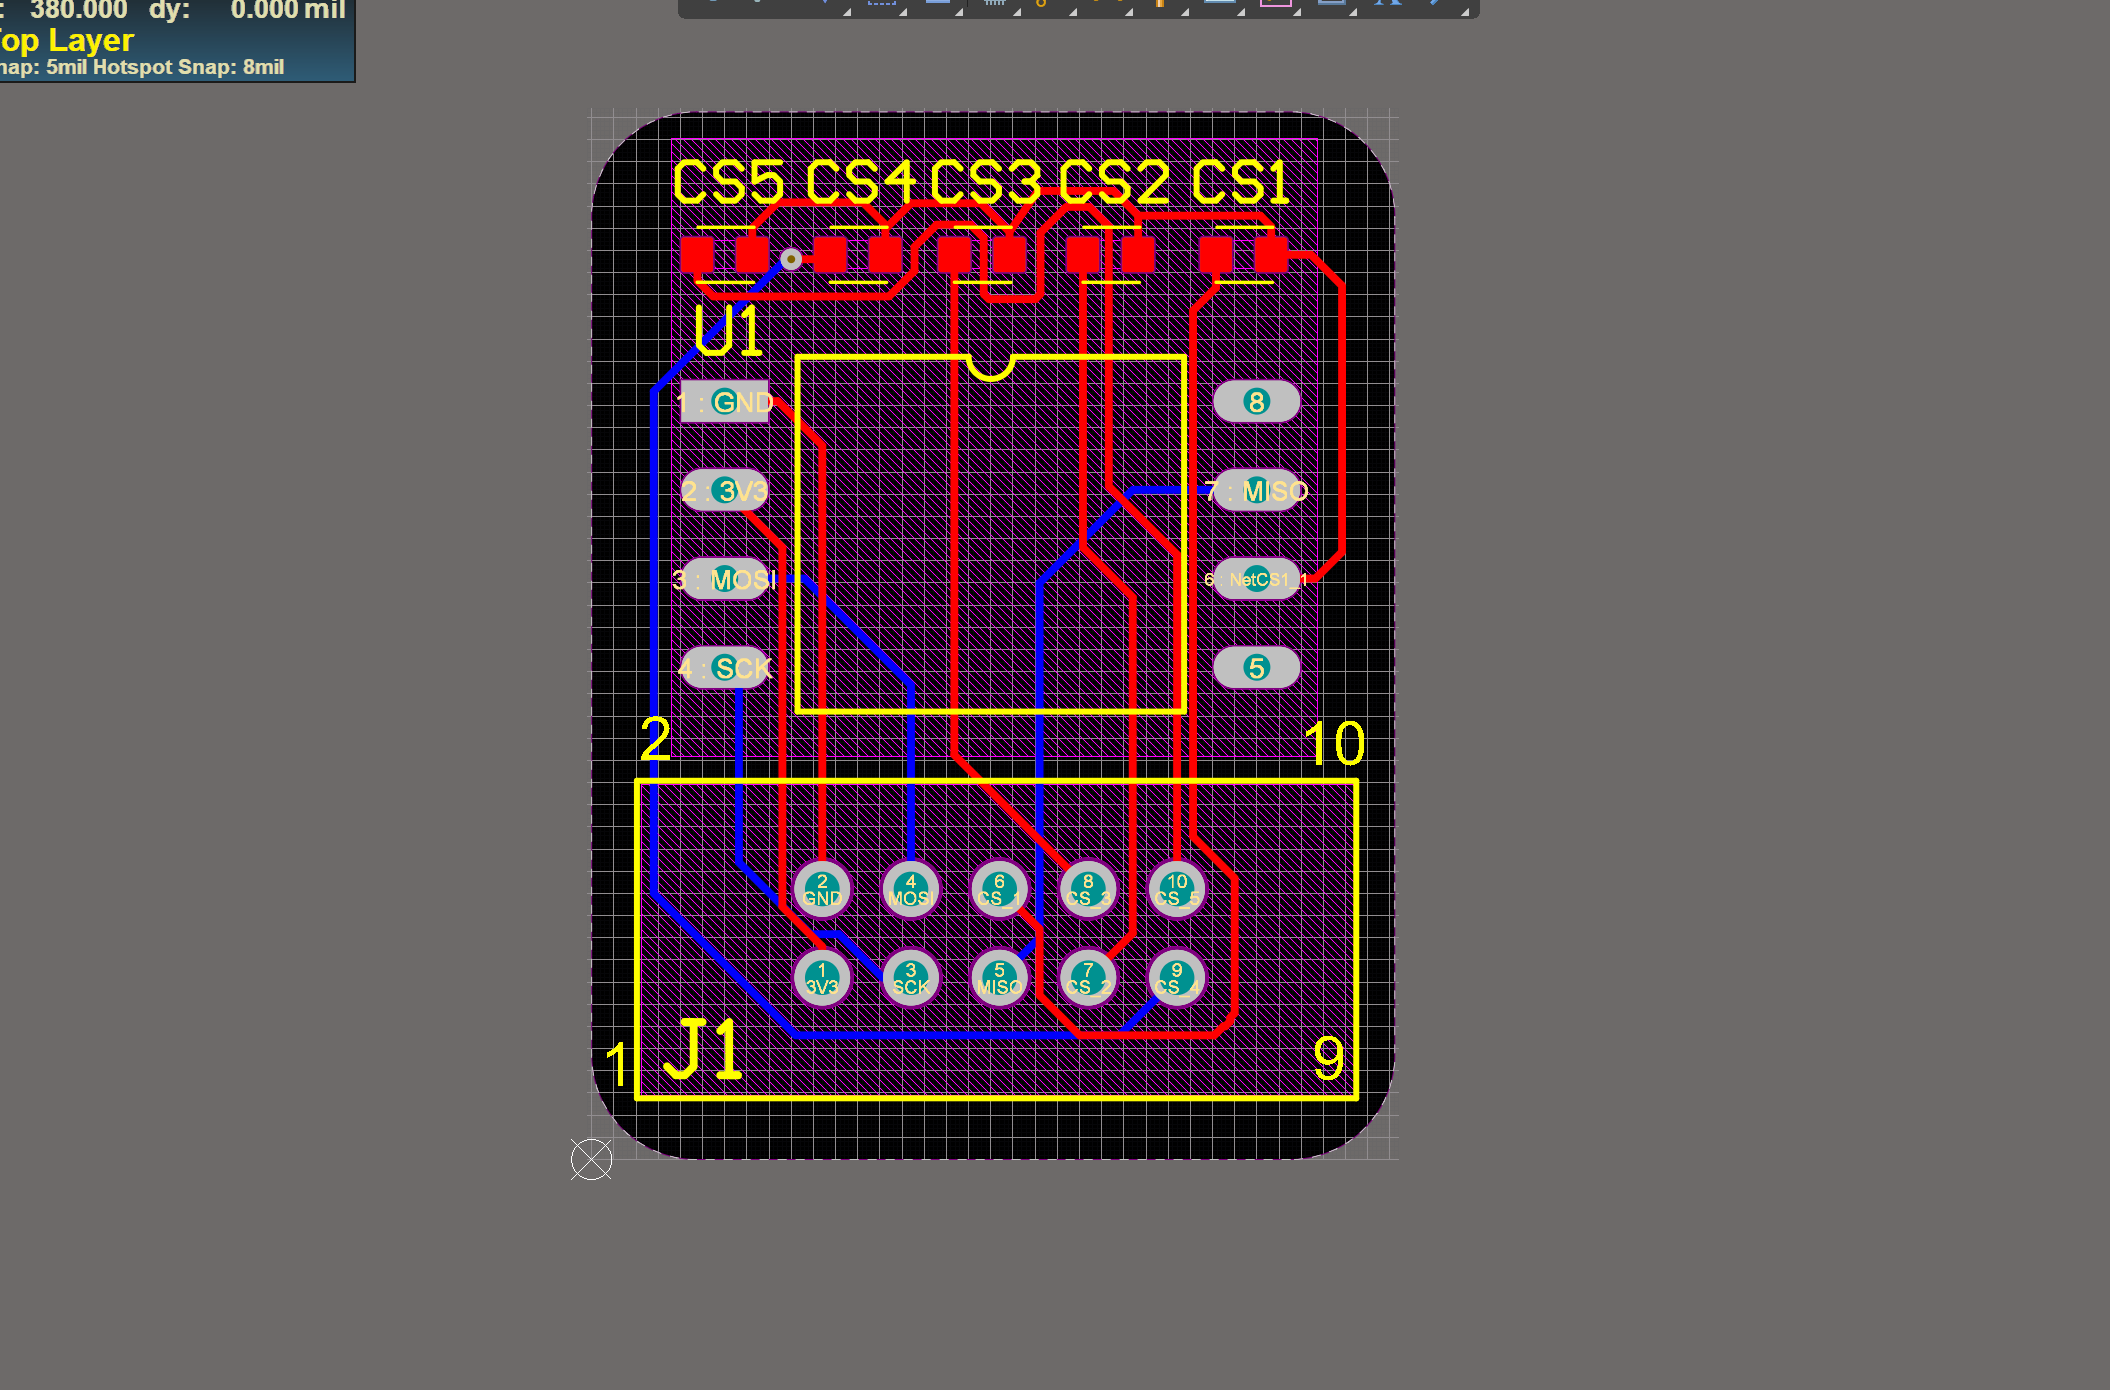 : 380.000 dy: 0.000 mil
op Layer
nap: 5mil Hotspot Snap: 8mil
CS5 CS4 CS3 CS2 CS1
U1
1 : GND
8
2 : 3V3
7 : MISO
3 : MOSI
6 : NetCS1_1
4 : SCK
5
2
10
2
GND
4
MOSI
6
CS_1
8
CS_3
10
CS_5
1
3V3
3
SCK
5
MISO
7
CS_2
9
CS_4
1
J1
9